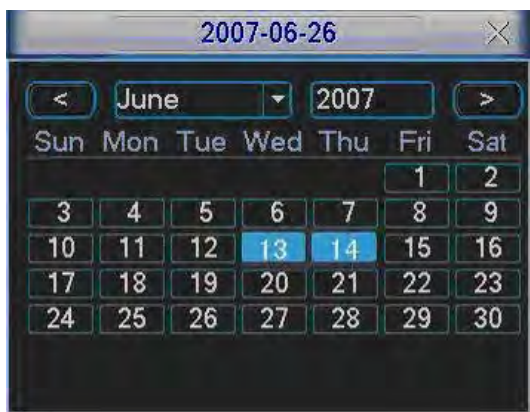 2007-06-26
< June 2007 >
Sun Mon Tue Wed Thu Fri Sat
1 2
3 4 5 6 7 8 9
10 11 12 13 14 15 16
17 18 19 20 21 22 23
24 25 26 27 28 29 30